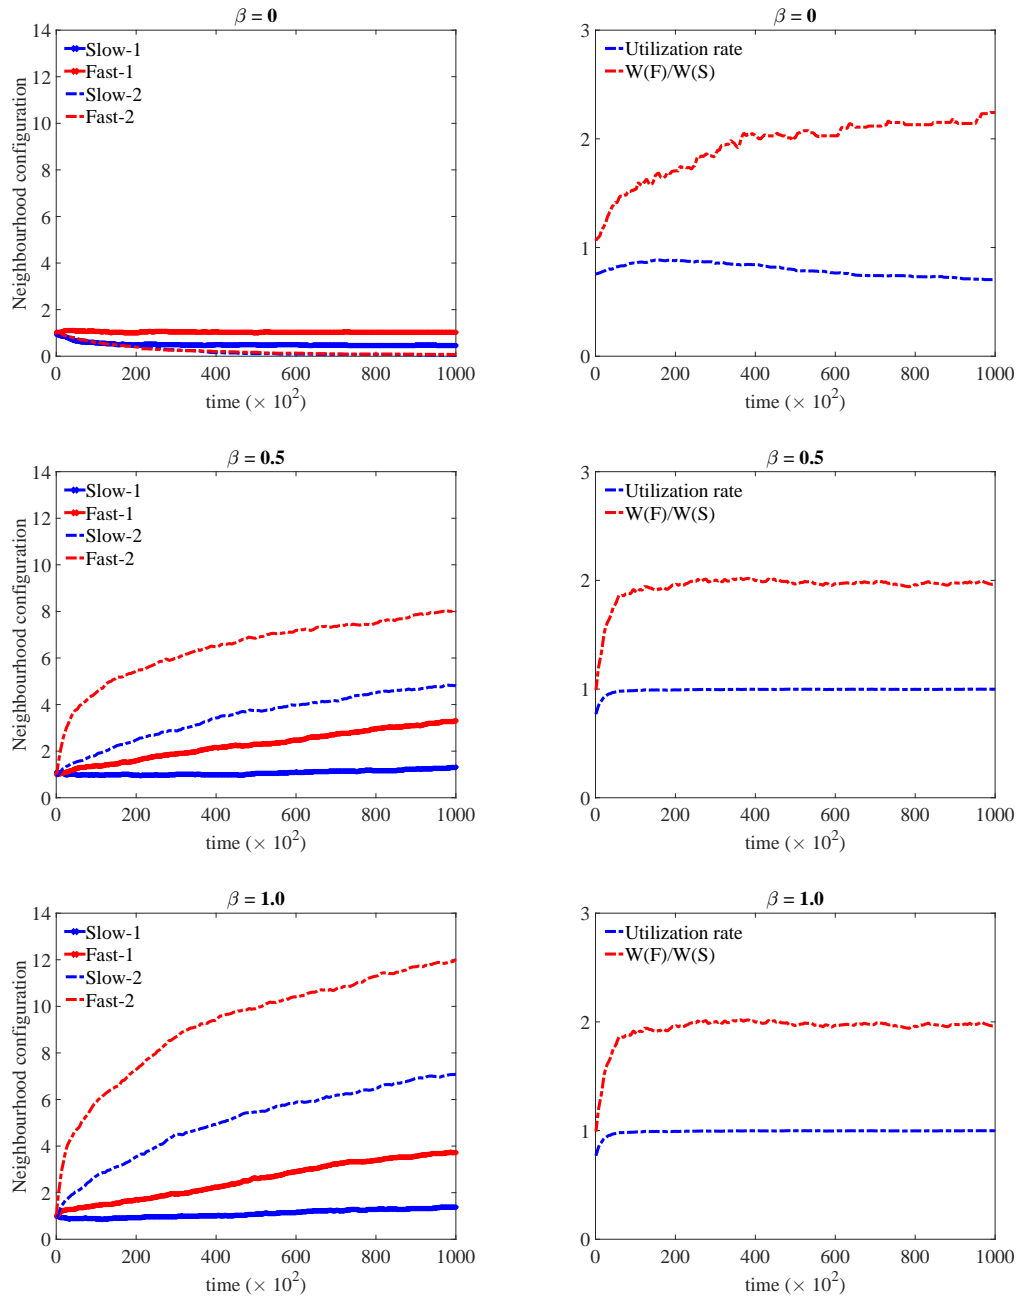 β = 0
14
12
10
8
6
4
2
0
Neighbourhood configuration
Slow-1
Fast-1
Slow-2
Fast-2
0 200 400 600 800 1000
time (× 10²)
β = 0
3
2
1
0
Utilization rate
W(F)/W(S)
0 200 400 600 800 1000
time (× 10²)
β = 0.5
14
12
10
8
6
4
2
0
Neighbourhood configuration
Slow-1
Fast-1
Slow-2
Fast-2
0 200 400 600 800 1000
time (× 10²)
β = 0.5
3
2
1
0
Utilization rate
W(F)/W(S)
0 200 400 600 800 1000
time (× 10²)
β = 1.0
14
12
10
8
6
4
2
0
Neighbourhood configuration
Slow-1
Fast-1
Slow-2
Fast-2
0 200 400 600 800 1000
time (× 10²)
β = 1.0
3
2
1
0
Utilization rate
W(F)/W(S)
0 200 400 600 800 1000
time (× 10²)